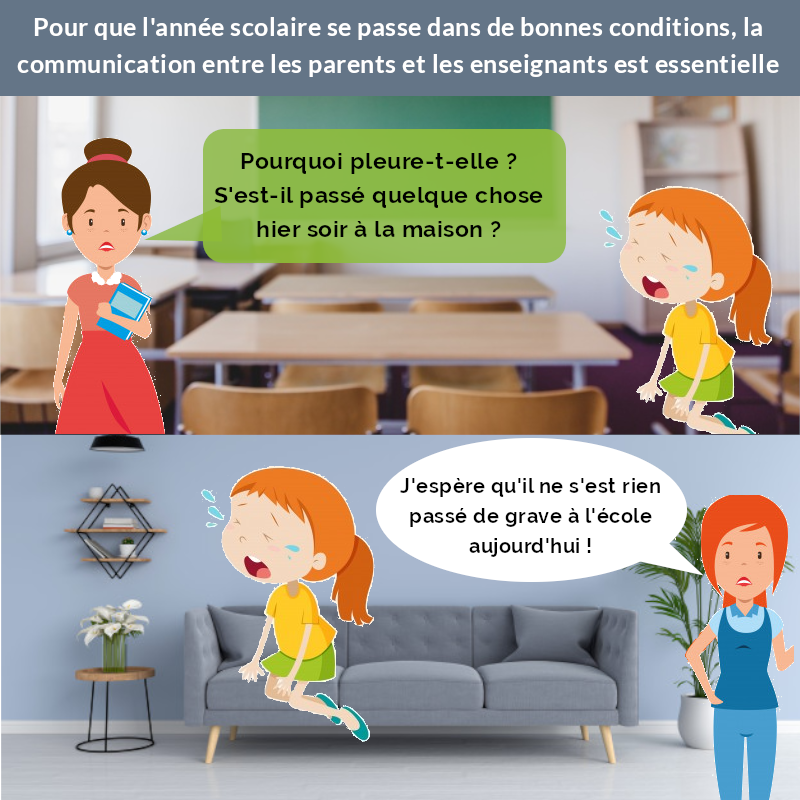 Pour que l'année scolaire se passe dans de bonnes conditions, la
communication entre les parents et les enseignants est essentielle
Pourquoi pleure-t-elle ?
S'est-il passé quelque chose
hier soir à la maison ?
J'espère qu'il ne s'est rien
passé de grave à l'école
aujourd'hui !